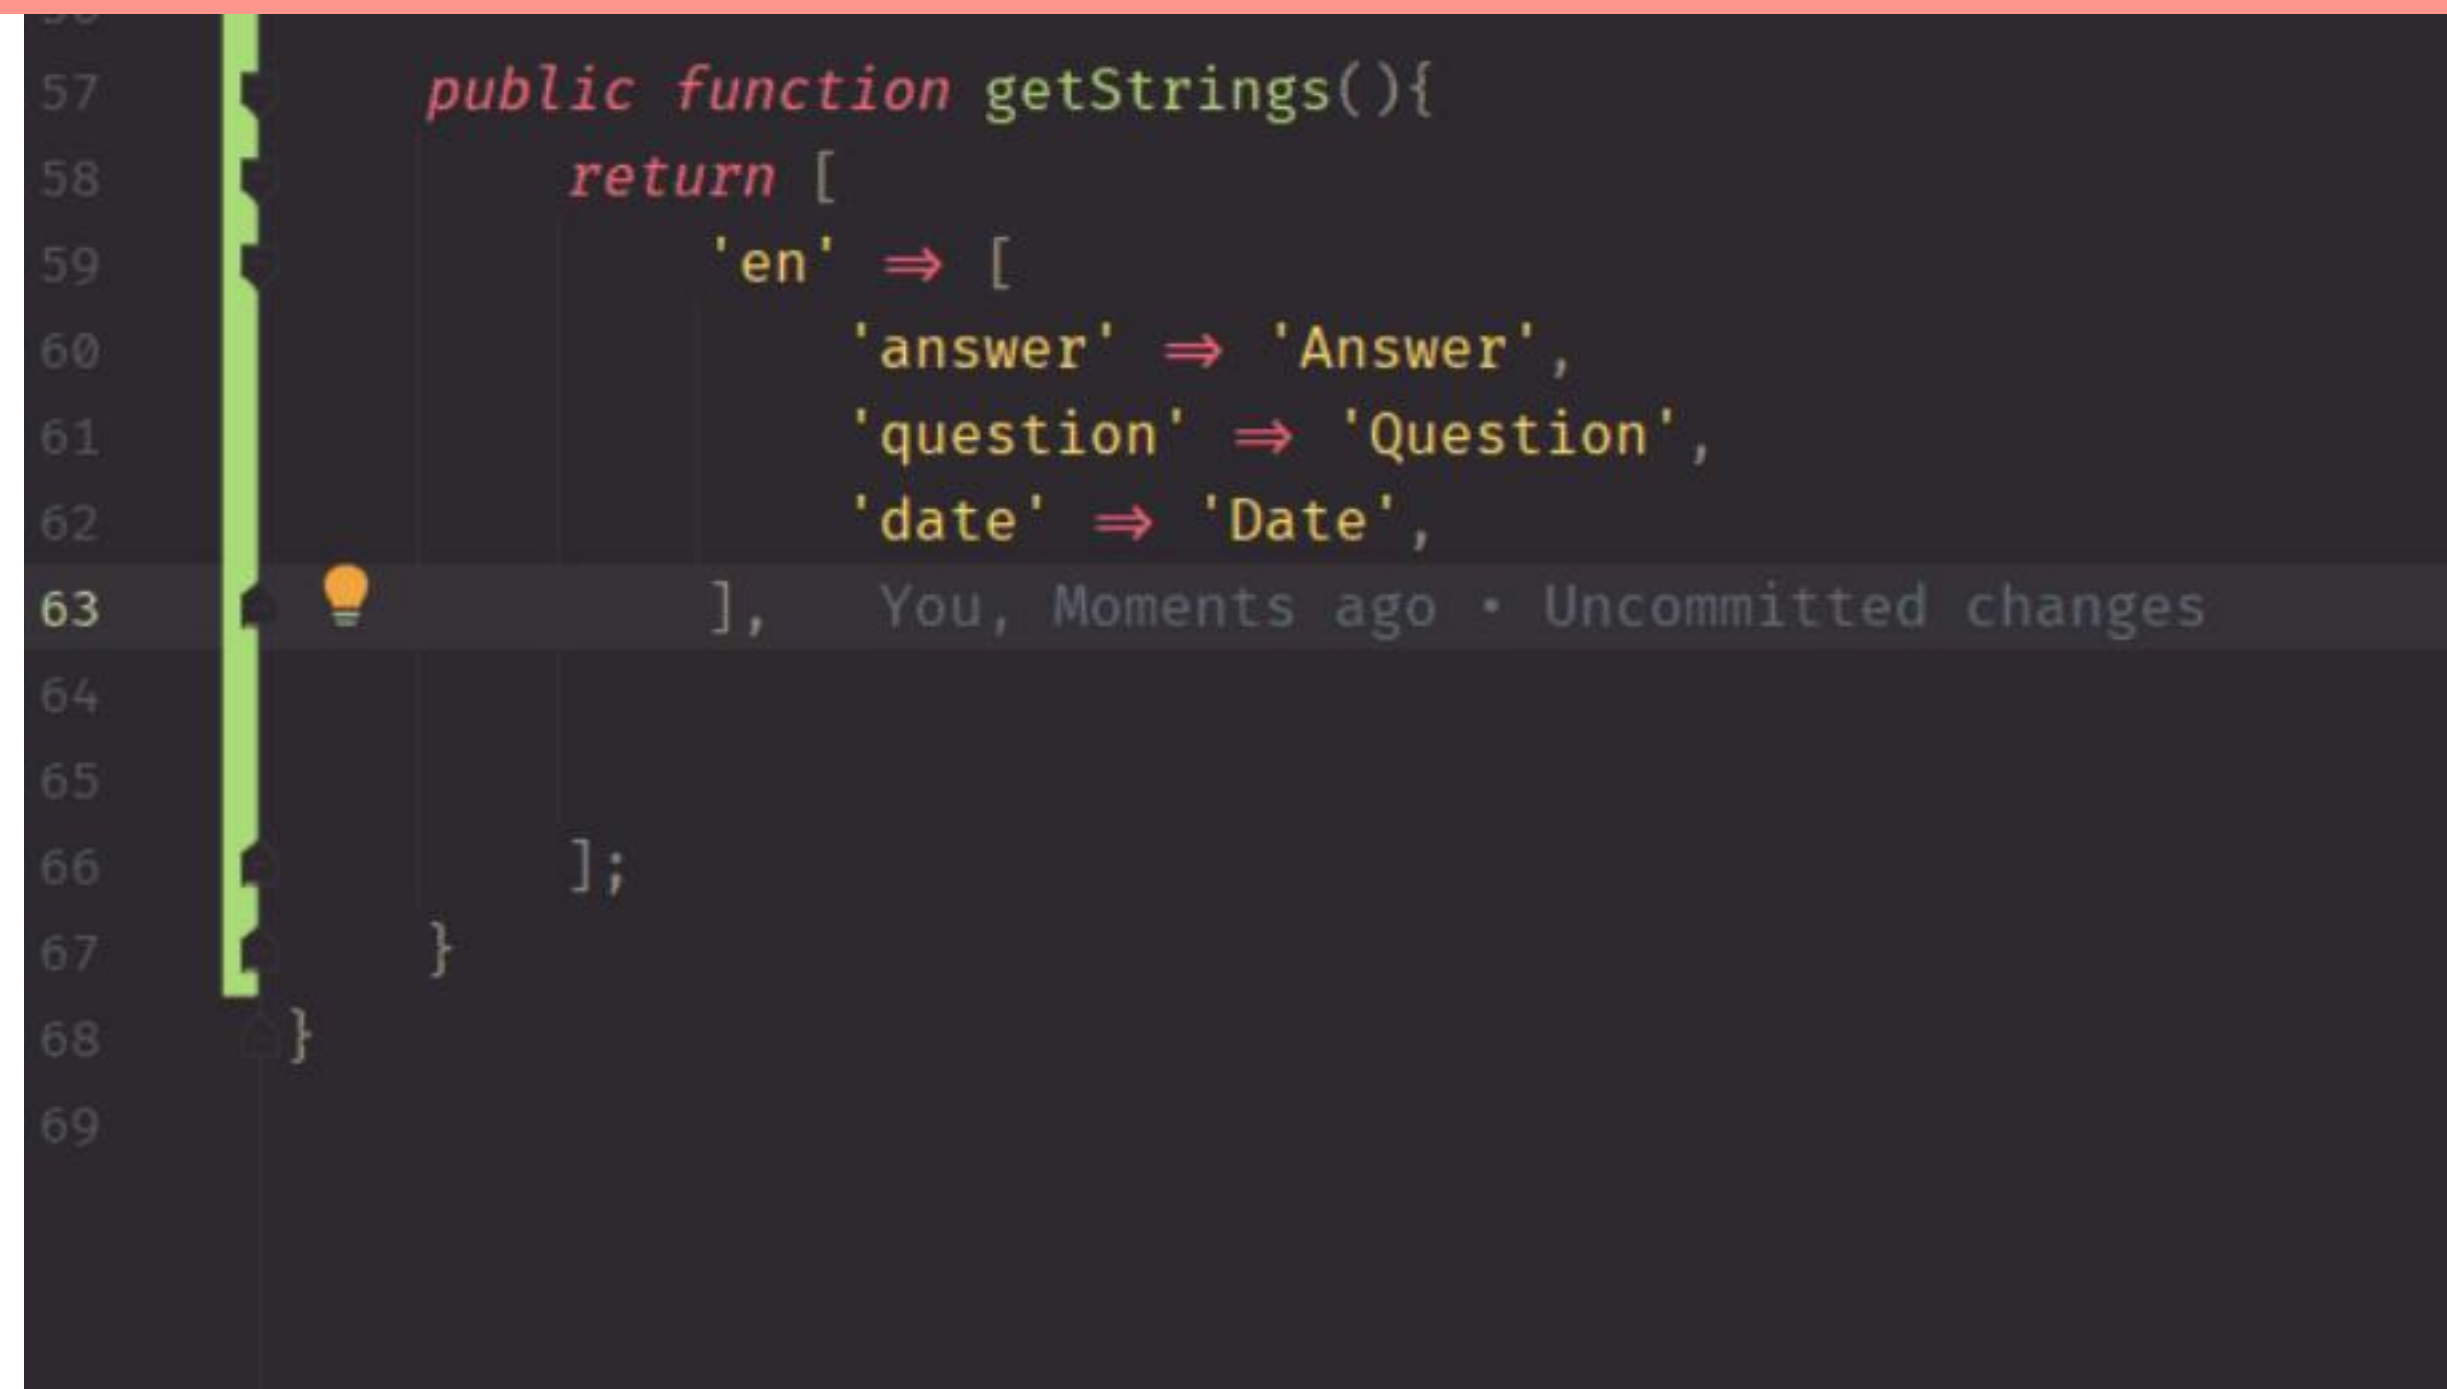 57 public function getStrings(){
58 return [
59 'en' => [
60 'answer' => 'Answer',
61 'question' => 'Question',
62 'date' => 'Date',
63 ], You, Moments ago • Uncommitted changes
64
65
66 ];
67 }
68 }
69